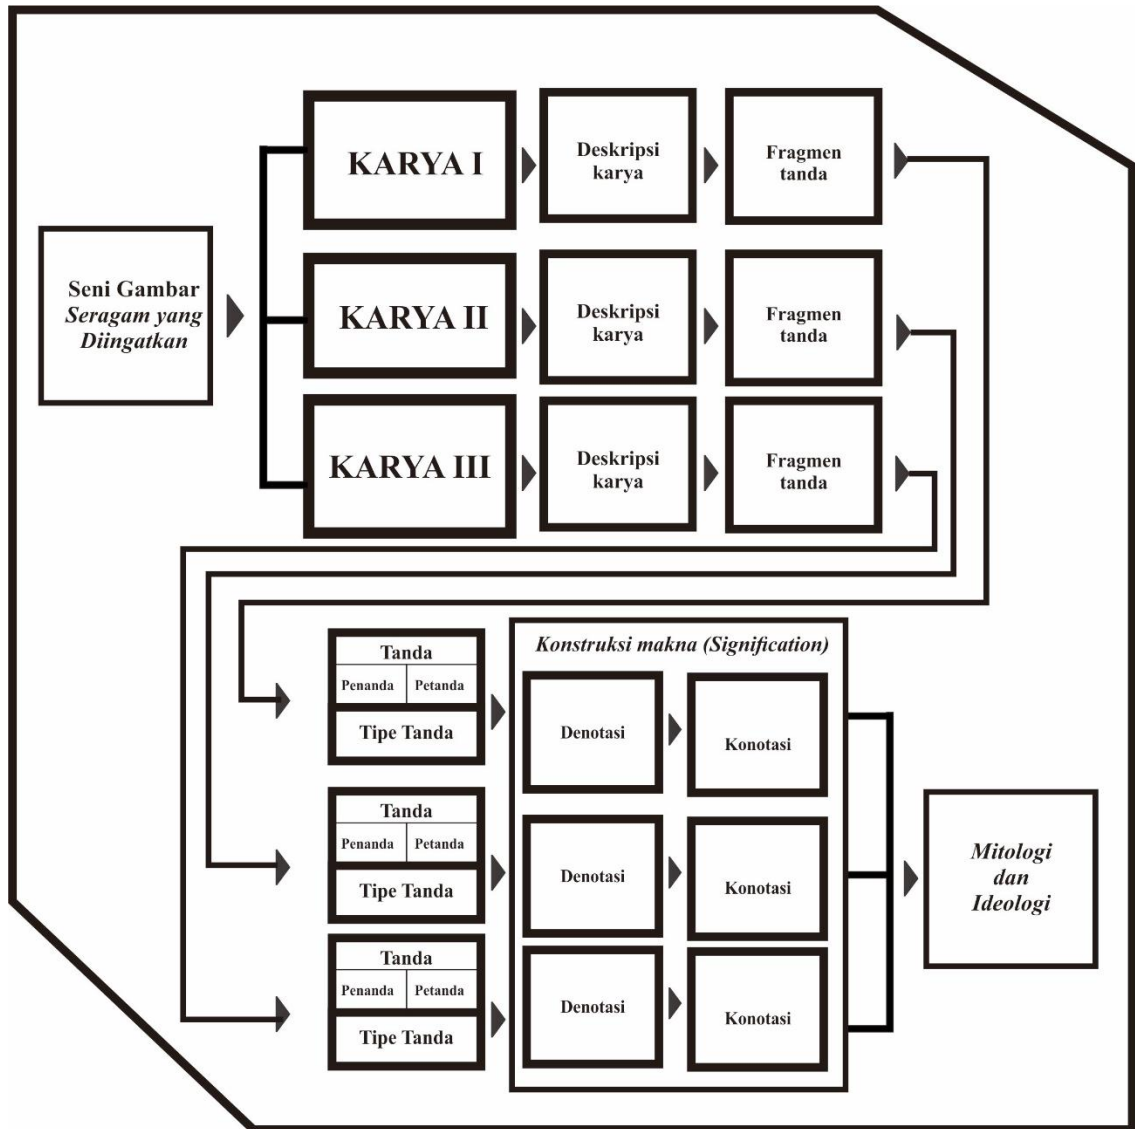 KARYA I
Deskripsi
karya
Fragmen
tanda
Seni Gambar
Seragam yang
Diingatkan
KARYA II
Deskripsi
karya
Fragmen
tanda
KARYA III
Deskripsi
karya
Fragmen
tanda
Konstruksi makna (Signification)
Tanda
Penanda Petanda
Tipe Tanda
Denotasi
Konotasi
Tanda
Penanda Petanda
Tipe Tanda
Denotasi
Konotasi
Tanda
Penanda Petanda
Tipe Tanda
Denotasi
Konotasi
Mitologi
dan
Ideologi